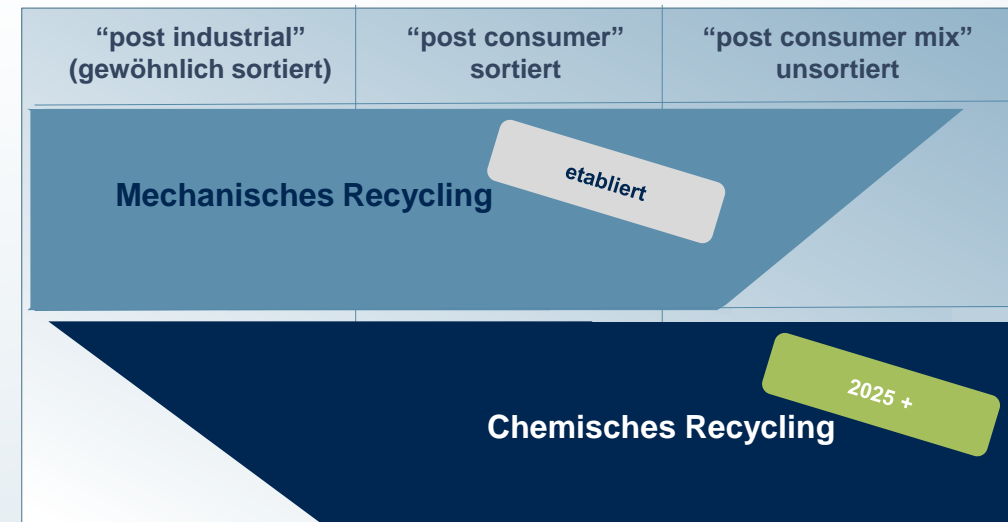 “post industrial”
(gewöhnlich sortiert)
“post consumer”
sortiert
“post consumer mix”
unsortiert
etabliert
Mechanisches Recycling
2025 +
Chemisches Recycling